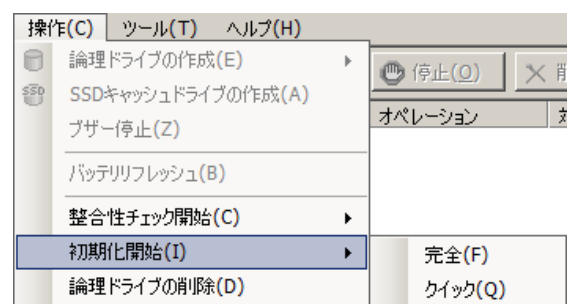 操作(C) ツール(T) ヘルプ(H)
論理ドライブの作成(E)
SSD SSDキャッシュドライブの作成(A)
ブザー停止(Z)
バッテリリフレッシュ(B)
整合性チェック開始(C)
初期化開始(I)
論理ドライブの削除(D)
停止(O)
オペレーション
完全(F)
クイック(Q)